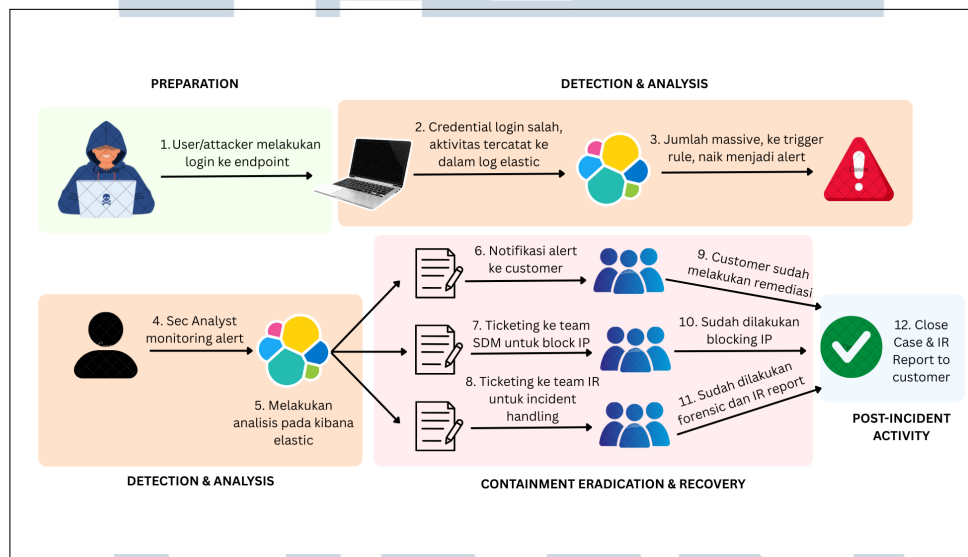 PREPARATION
DETECTION & ANALYSIS
1. User/attacker melakukan
login ke endpoint
2. Credential login salah,
aktivitas tercatat ke
dalam log elastic
3. Jumlah massive, ke trigger
rule, naik menjadi alert
4. Sec Analyst
monitoring alert
5. Melakukan
analisis pada kibana
elastic
DETECTION & ANALYSIS
6. Notifikasi alert
ke customer
7. Ticketing ke team
SDM untuk block IP
8. Ticketing ke team IR
untuk incident
handling
9. Customer sudah
melakukan remediasi
10. Sudah dilakukan
blocking IP
11. Sudah dilakukan
forensic dan IR report
CONTAINMENT ERADICATION & RECOVERY
12. Close
Case & IR
Report to
customer
POST-INCIDENT
ACTIVITY